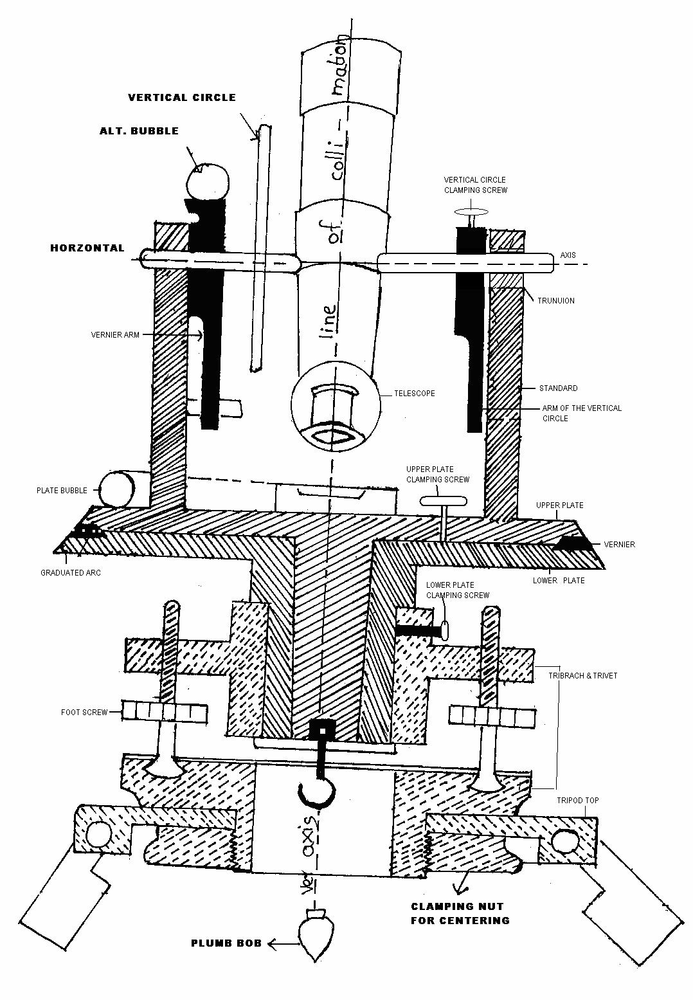 line of colli - mation
VERTICAL CIRCLE
ALT. BUBBLE
VERTICAL CIRCLE
CLAMPING SCREW
HORZONTAL
AXIS
TRUNUION
VERNIER ARM
STANDARD
TELESCOPE
ARM OF THE VERTICAL
CIRCLE
UPPER PLATE
CLAMPING SCREW
PLATE BUBBLE
UPPER PLATE
VERNIER
GRADUATED ARC
LOWER PLATE
LOWER PLATE
CLAMPING SCREW
TRIBRACH & TRIVET
FOOT SCREW
TRIPOD TOP
Ver axis
CLAMPING NUT
FOR CENTERING
PLUMB BOB